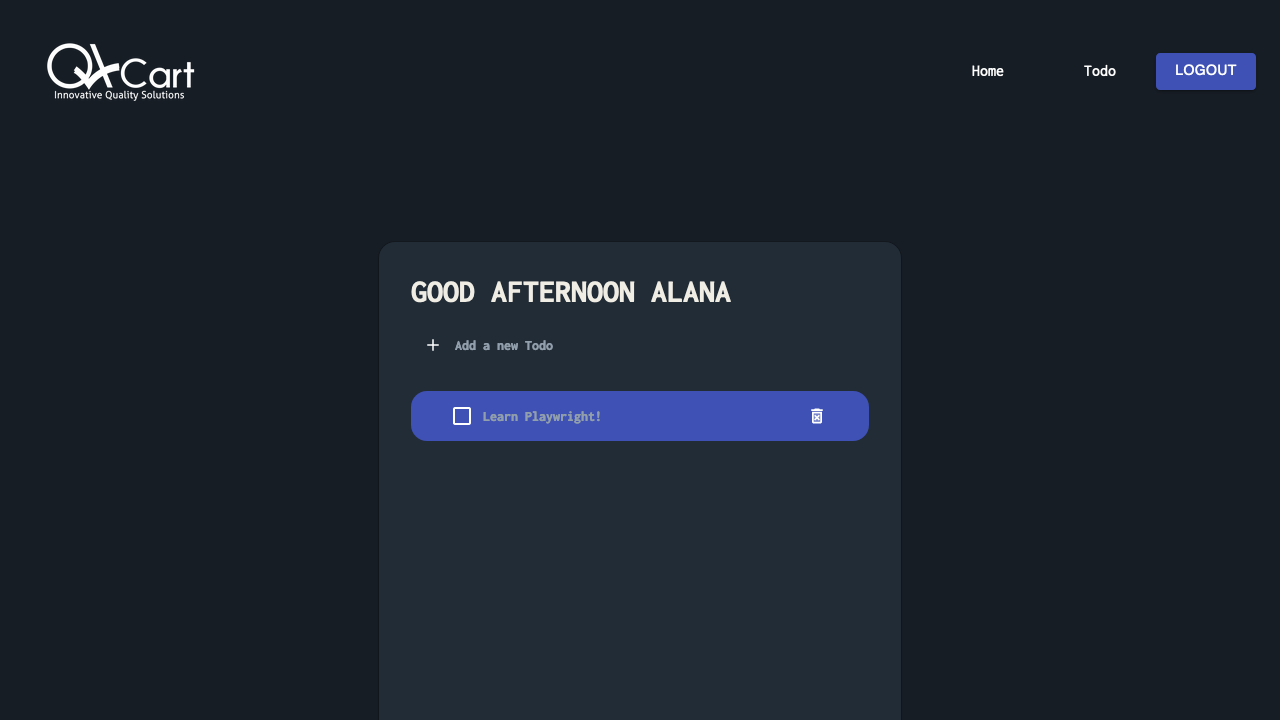 QACart
Innovative Quality Solutions
Home
Todo
LOGOUT
GOOD AFTERNOON ALANA
Add a new Todo
Learn Playwright!